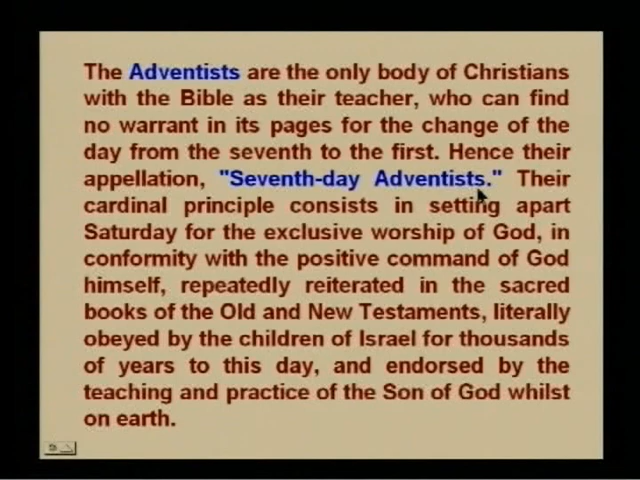 The Adventists are the only body of Christians
with the Bible as their teacher, who can find
no warrant in its pages for the change of the
day from the seventh to the first. Hence their
appellation, "Seventh-day Adventists." Their
cardinal principle consists in setting apart
Saturday for the exclusive worship of God, in
conformity with the positive command of God
himself, repeatedly reiterated in the sacred
books of the Old and New Testaments, literally
obeyed by the children of Israel for thousands
of years to this day, and endorsed by the
teaching and practice of the Son of God whilst
on earth.